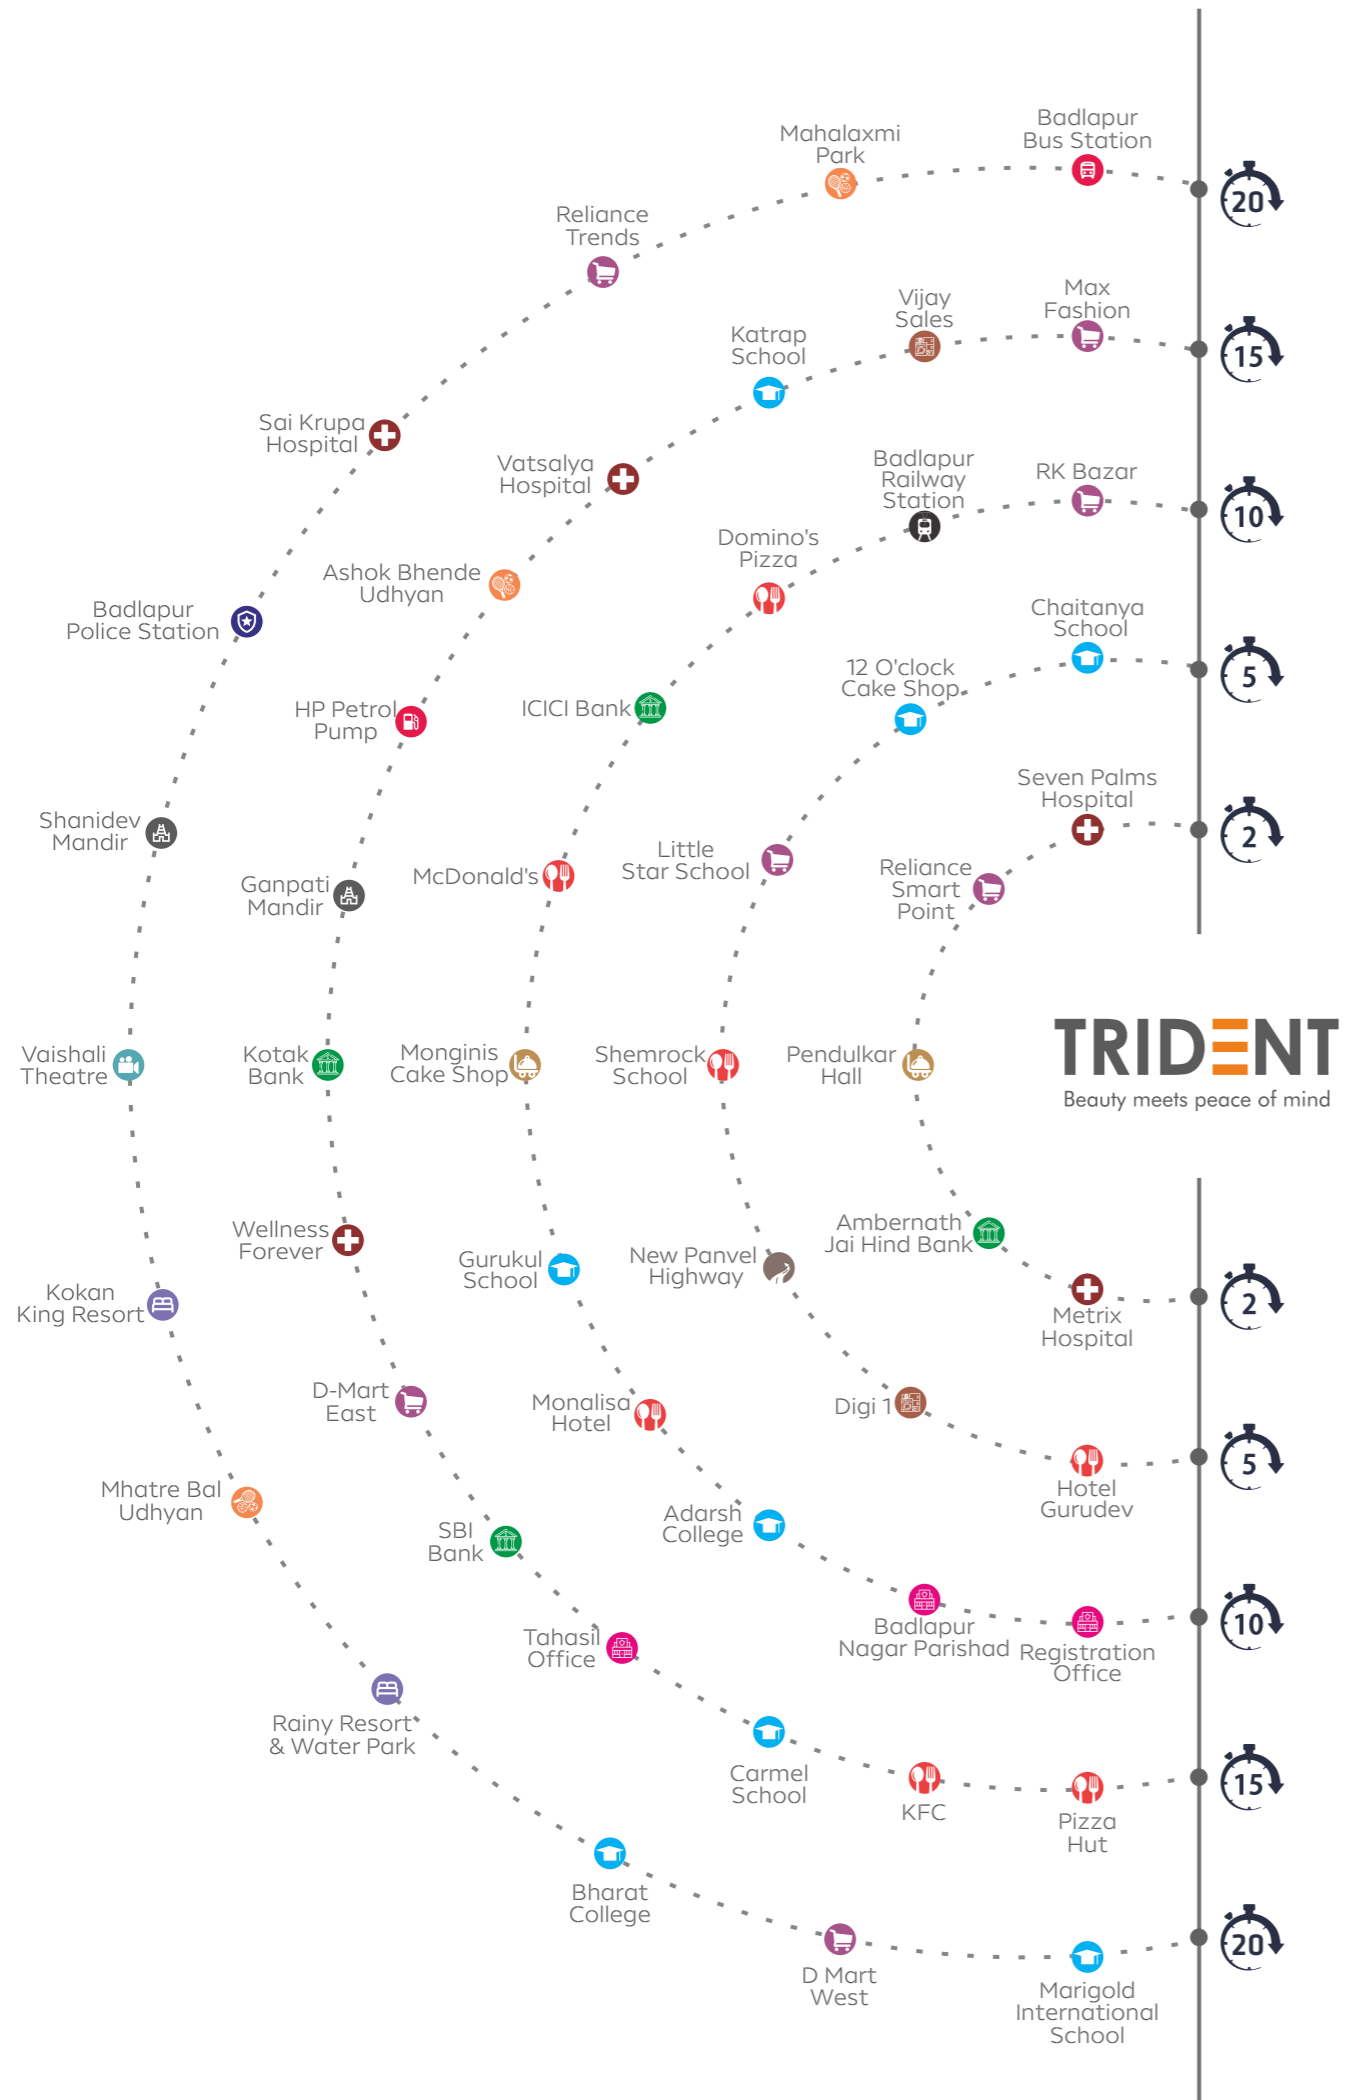 Badlapur
Bus Station
Mahalaxmi
Park
20
Reliance
Trends
Max
Fashion
Vijay
Sales
Katrap
School
15
Sai Krupa
Hospital
Vatsalya
Hospital
Badlapur
Railway
Station
RK Bazar
10
Domino's
Pizza
Ashok Bhende
Udhyan
Badlapur
Police Station
Chaitanya
School
12 O'clock
Cake Shop
5
HP Petrol
Pump
ICICI Bank
Seven Palms
Hospital
2
Shanidev
Mandir
Little
Star School
Reliance
Smart
Point
Ganpati
Mandir
McDonald's
TRIDENT
Beauty meets peace of mind
Vaishali
Theatre
Kotak
Bank
Monginis
Cake Shop
Shemrock
School
Pendulkar
Hall
Wellness
Forever
Gurukul
School
New Panvel
Highway
Ambernath
Jai Hind Bank
Metrix
Hospital
2
Kokan
King Resort
D-Mart
East
Monalisa
Hotel
Digi 1
Hotel
Gurudev
5
Mhatre Bal
Udhyan
SBI
Bank
Adarsh
College
Badlapur
Nagar Parishad
Registration
Office
10
Tahasil
Office
Rainy Resort
& Water Park
Carmel
School
KFC
Pizza
Hut
15
Bharat
College
D Mart
West
Marigold
International
School
20